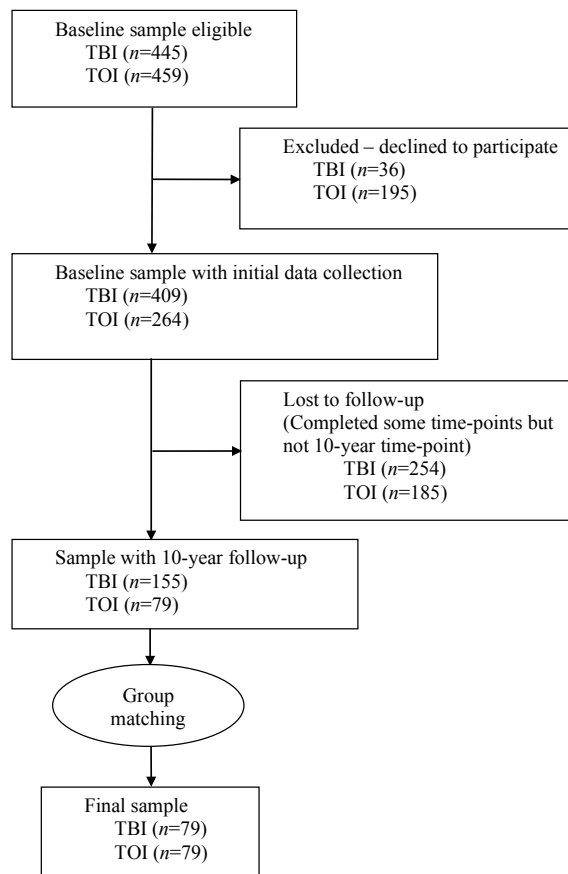 Baseline sample eligible
TBI (n=445)
TOI (n=459)
Excluded – declined to participate
TBI (n=36)
TOI (n=195)
Baseline sample with initial data collection
TBI (n=409)
TOI (n=264)
Lost to follow-up
(Completed some time-points but
not 10-year time-point)
TBI (n=254)
TOI (n=185)
Sample with 10-year follow-up
TBI (n=155)
TOI (n=79)
Group
matching
Final sample
TBI (n=79)
TOI (n=79)